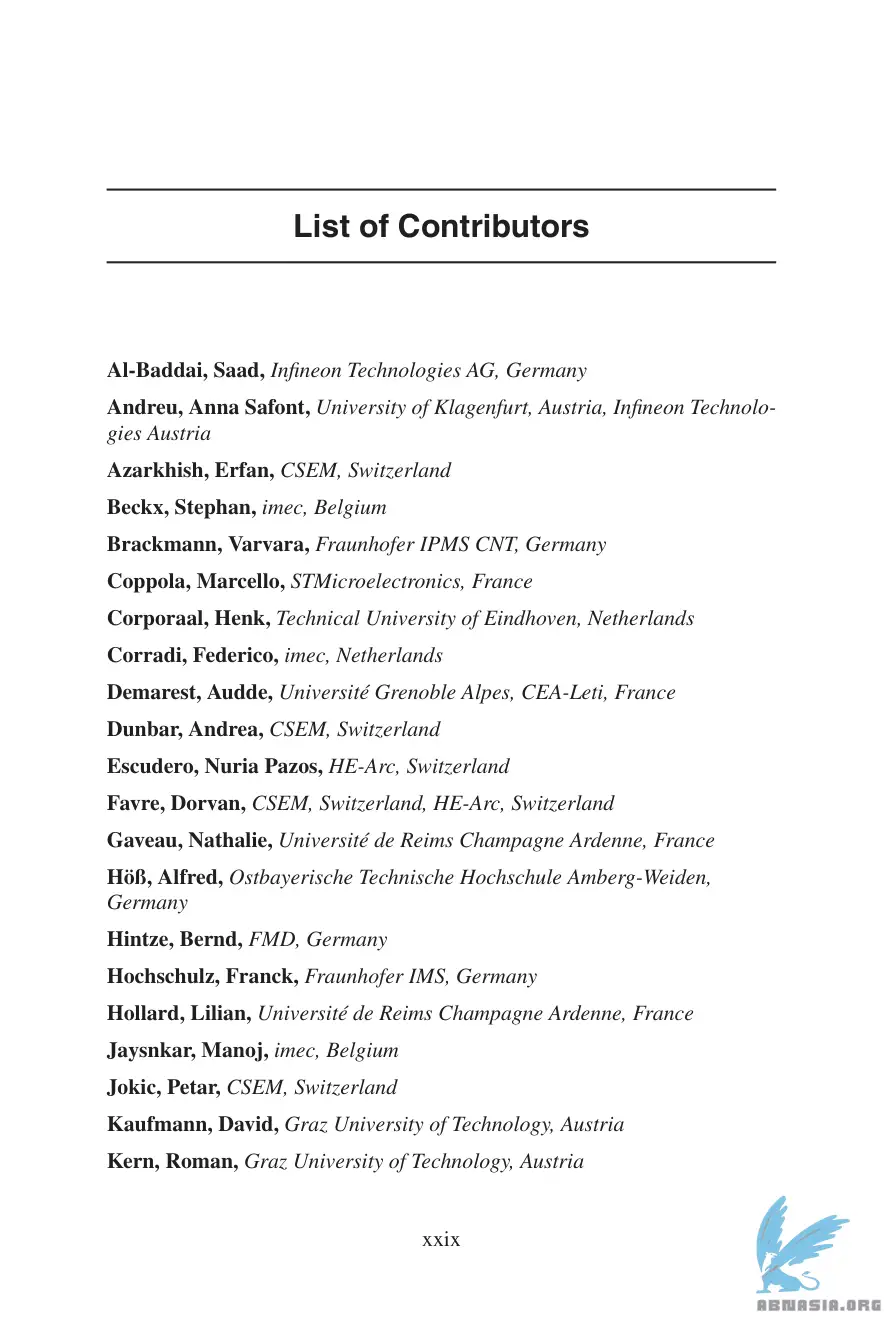 List of Contributors
Al-Baddai, Saad, Infineon Technologies AG, Germany
Andreu, Anna Safont, University of Klagenfurt, Austria, Infineon Technolo-
gies Austria
Azarkhish, Erfan, CSEM, Switzerland
Beckx, Stephan, imec, Belgium
Brackmann, Varvara, Fraunhofer IPMS CNT, Germany
Coppola, Marcello, STMicroelectronics, France
Corporaal, Henk, Technical University of Eindhoven, Netherlands
Corradi, Federico, imec, Netherlands
Demarest, Audde, Université Grenoble Alpes, CEA-Leti, France
Dunbar, Andrea, CSEM, Switzerland
Escudero, Nuria Pazos, HE-Arc, Switzerland
Favre, Dorvan, CSEM, Switzerland, HE-Arc, Switzerland
Gaveau, Nathalie, Université de Reims Champagne Ardenne, France
Höß, Alfred, Ostbayerische Technische Hochschule Amberg-Weiden,
Germany
Hintze, Bernd, FMD, Germany
Hochschulz, Franck, Fraunhofer IMS, Germany
Hollard, Lilian, Université de Reims Champagne Ardenne, France
Jaysnkar, Manoj, imec, Belgium
Jokic, Petar, CSEM, Switzerland
Kaufmann, David, Graz University of Technology, Austria
Kern, Roman, Graz University of Technology, Austria
xxix
ABNASIA.ORG